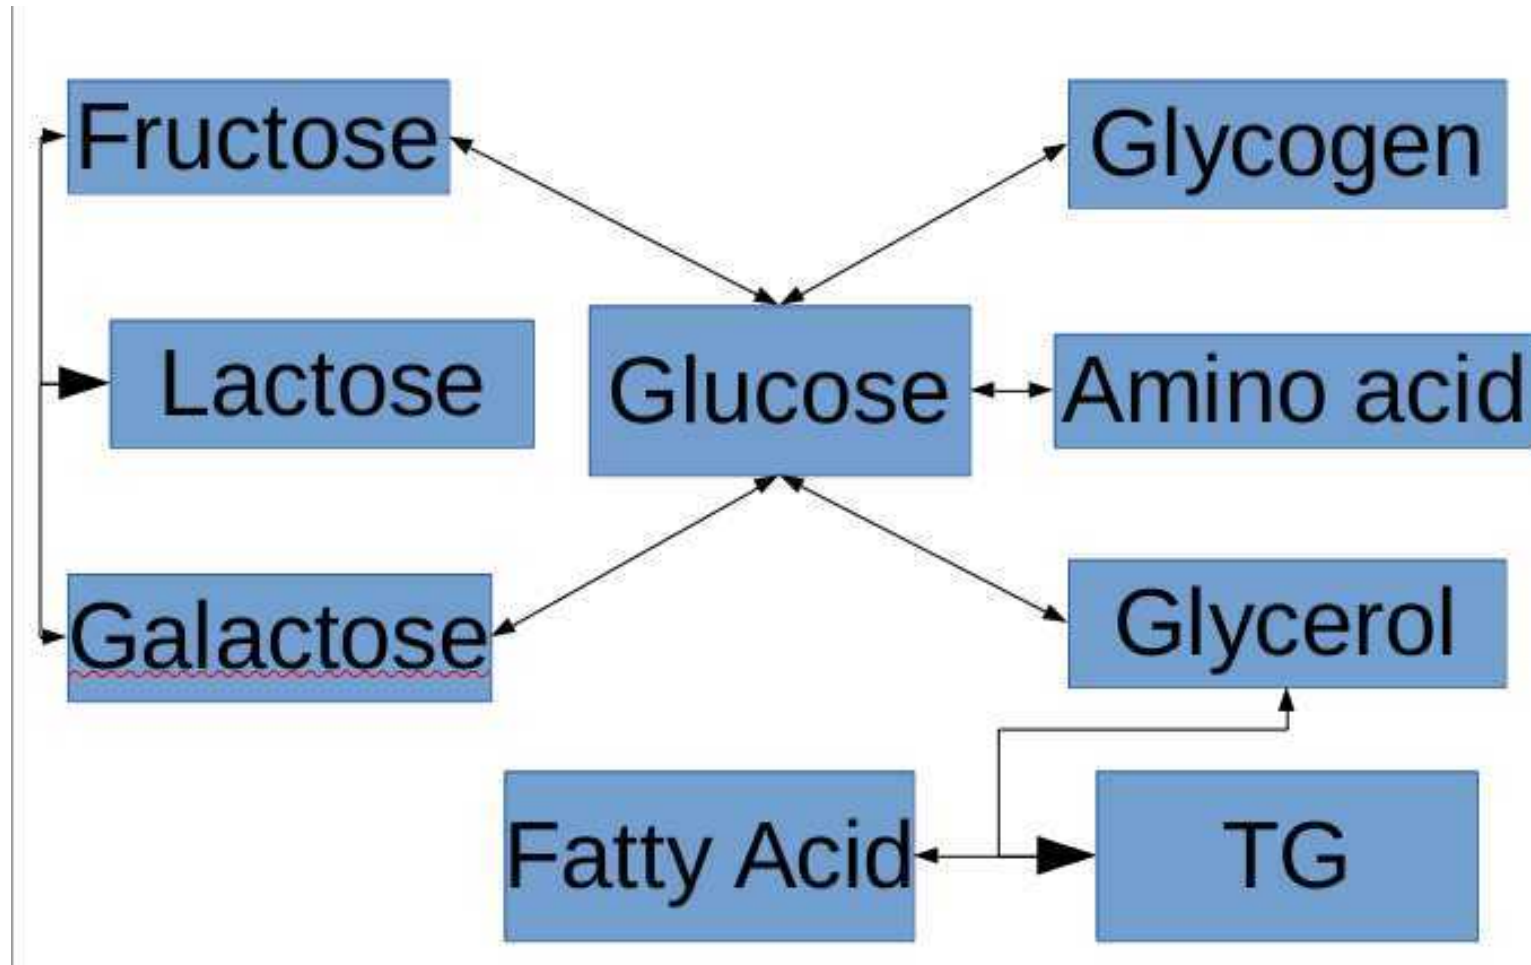 Fructose
Glycogen
Lactose
Glucose
Amino acid
Galactose
Glycerol
Fatty Acid
TG